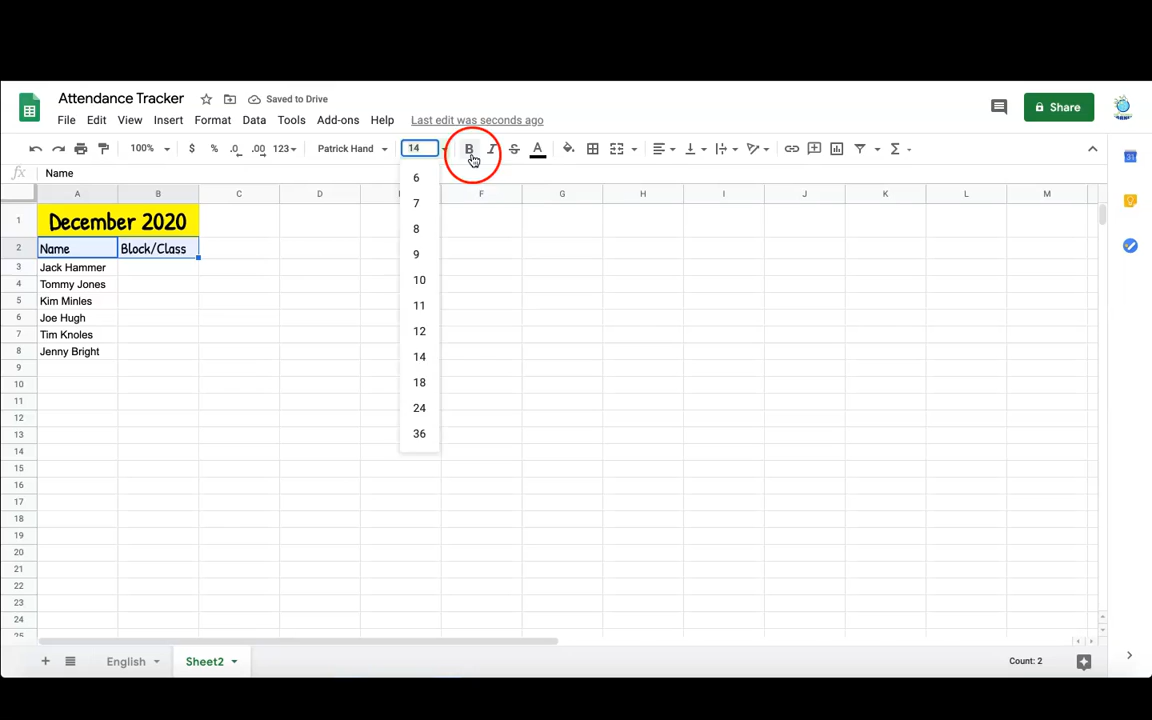 Attendance Tracker
Saved to Drive
Share
File Edit View Insert Format Data Tools Add-ons Help Last edit was seconds ago
100% $ % .0 .00 123 Patrick Hand 14 B I S A Σ
fx Name
A B C D F G H I J K L M
1 December 2020
2 Name Block/Class
3 Jack Hammer
4 Tommy Jones
5 Kim Minles
6 Joe Hugh
7 Tim Knoles
8 Jenny Bright
9
10
11
12
13
14
15
16
17
18
19
20
21
22
23
24
25
6
7
8
9
10
11
12
14
18
24
36
31
English Sheet2 Count: 2